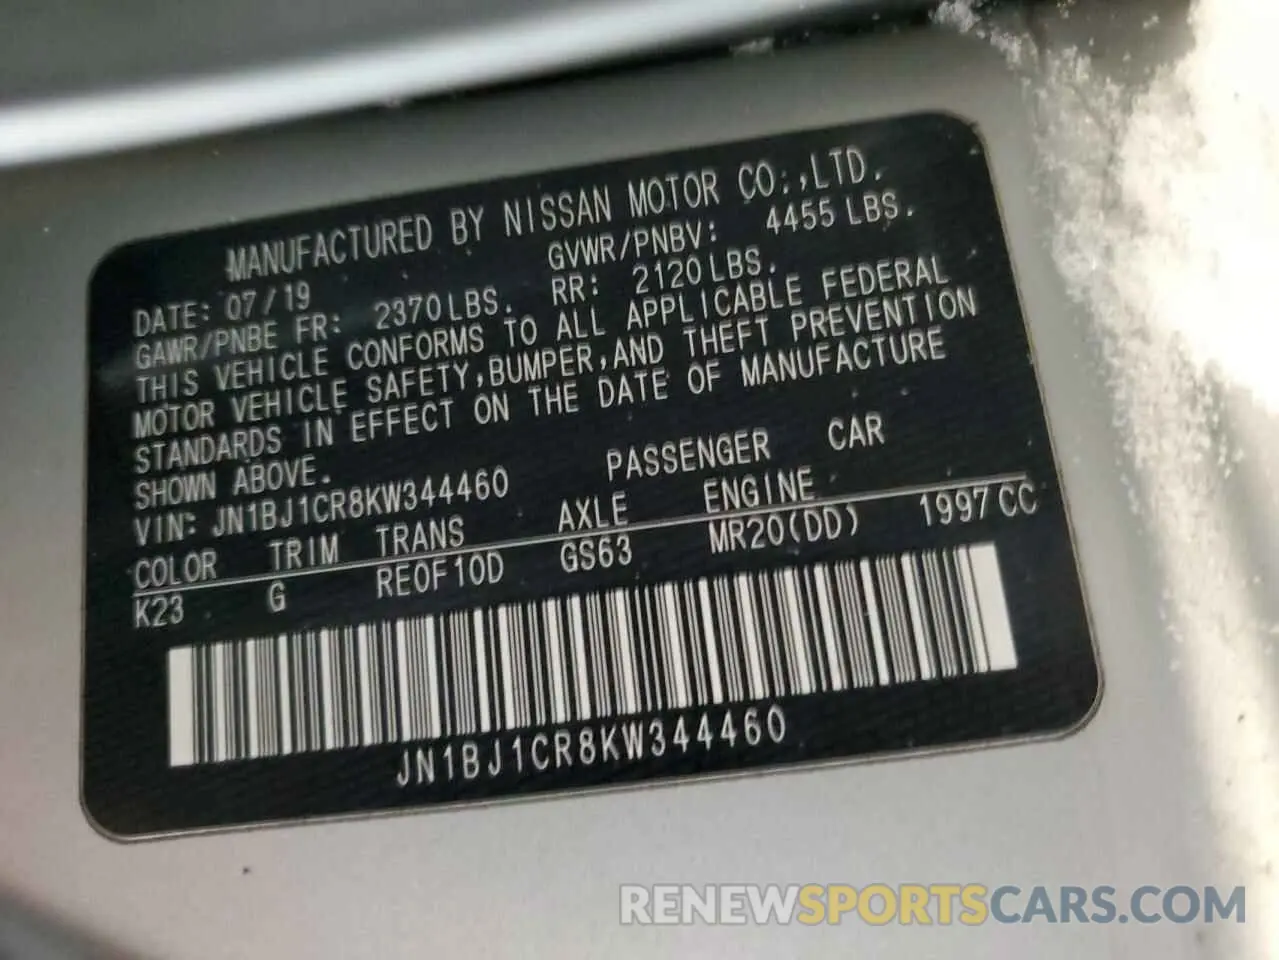 MANUFACTURED BY NISSAN MOTOR CO.,LTD.
DATE: 07/19 GVWR/PNBV: 4455 LBS.
GAWR/PNBE FR: 2370LBS. RR: 2120LBS.
THIS VEHICLE CONFORMS TO ALL APPLICABLE FEDERAL
MOTOR VEHICLE SAFETY,BUMPER,AND THEFT PREVENTION
STANDARDS IN EFFECT ON THE DATE OF MANUFACTURE
SHOWN ABOVE.
VIN: JN1BJ1CR8KW344460 PASSENGER CAR
COLOR TRIM TRANS AXLE ENGINE
K23 G RE0F10D GS63 MR20(DD) 1997CC
JN1BJ1CR8KW344460
RENEWSPORTSCARS.COM